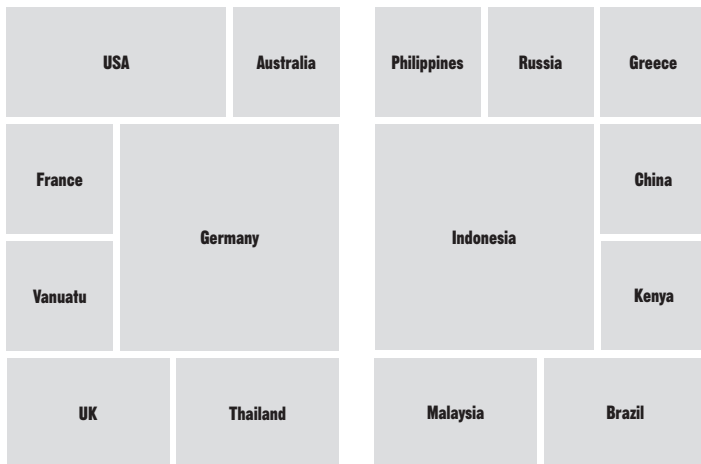 USA
Australia
Philippines
Russia
Greece
France
Germany
Vanuatu
Indonesia
China
Kenya
UK
Thailand
Malaysia
Brazil